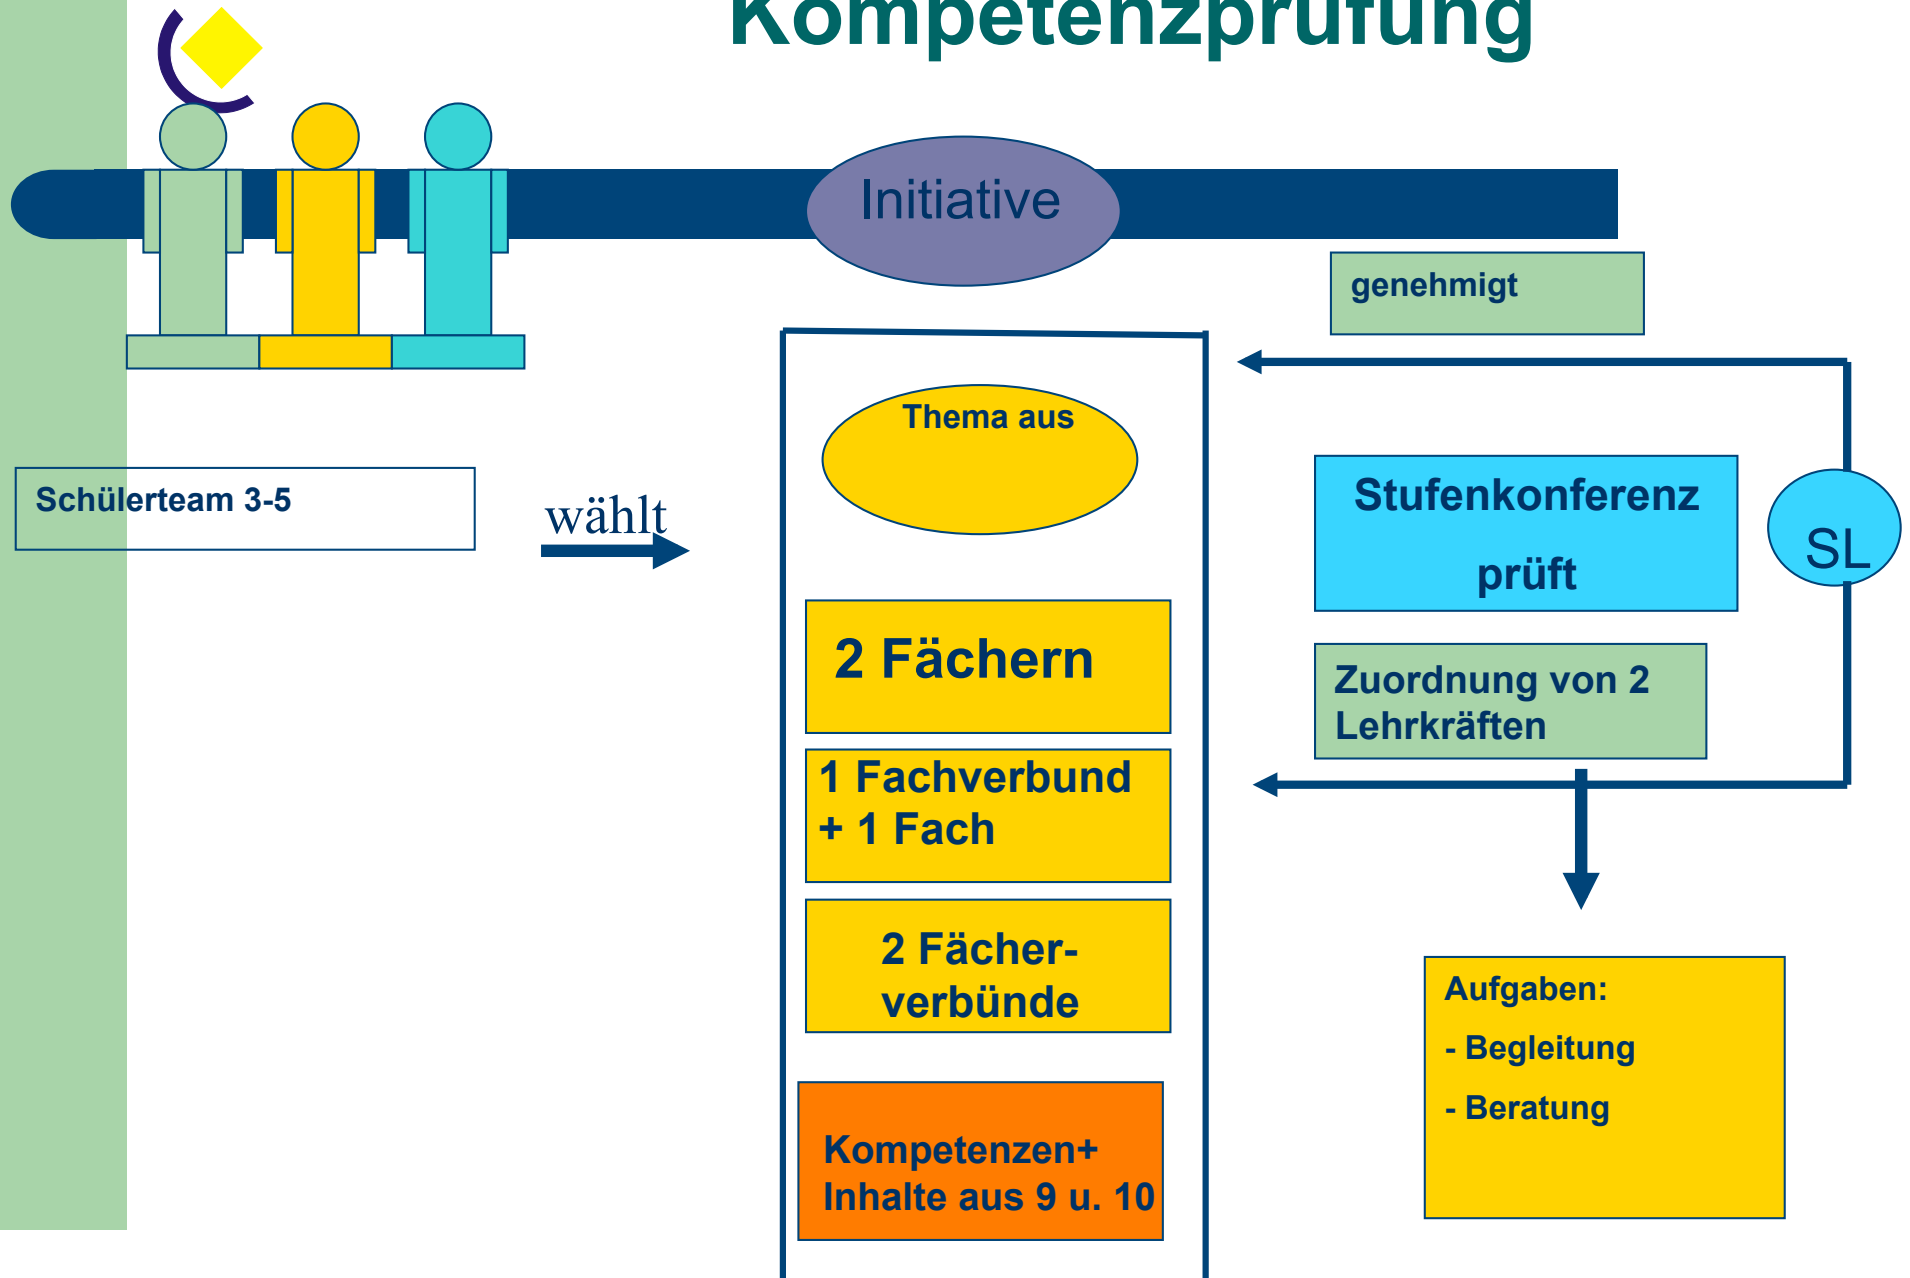 Kompetenzprüfung
Initiative
genehmigt
Thema aus
Schülerteam 3-5
wählt
Stufenkonferenz
prüft
SL
2 Fächern
Zuordnung von 2
Lehrkräften
1 Fachverbund
+ 1 Fach
2 Fächer-
verbünde
Aufgaben:
- Begleitung
- Beratung
Kompetenzen+
Inhalte aus 9 u. 10